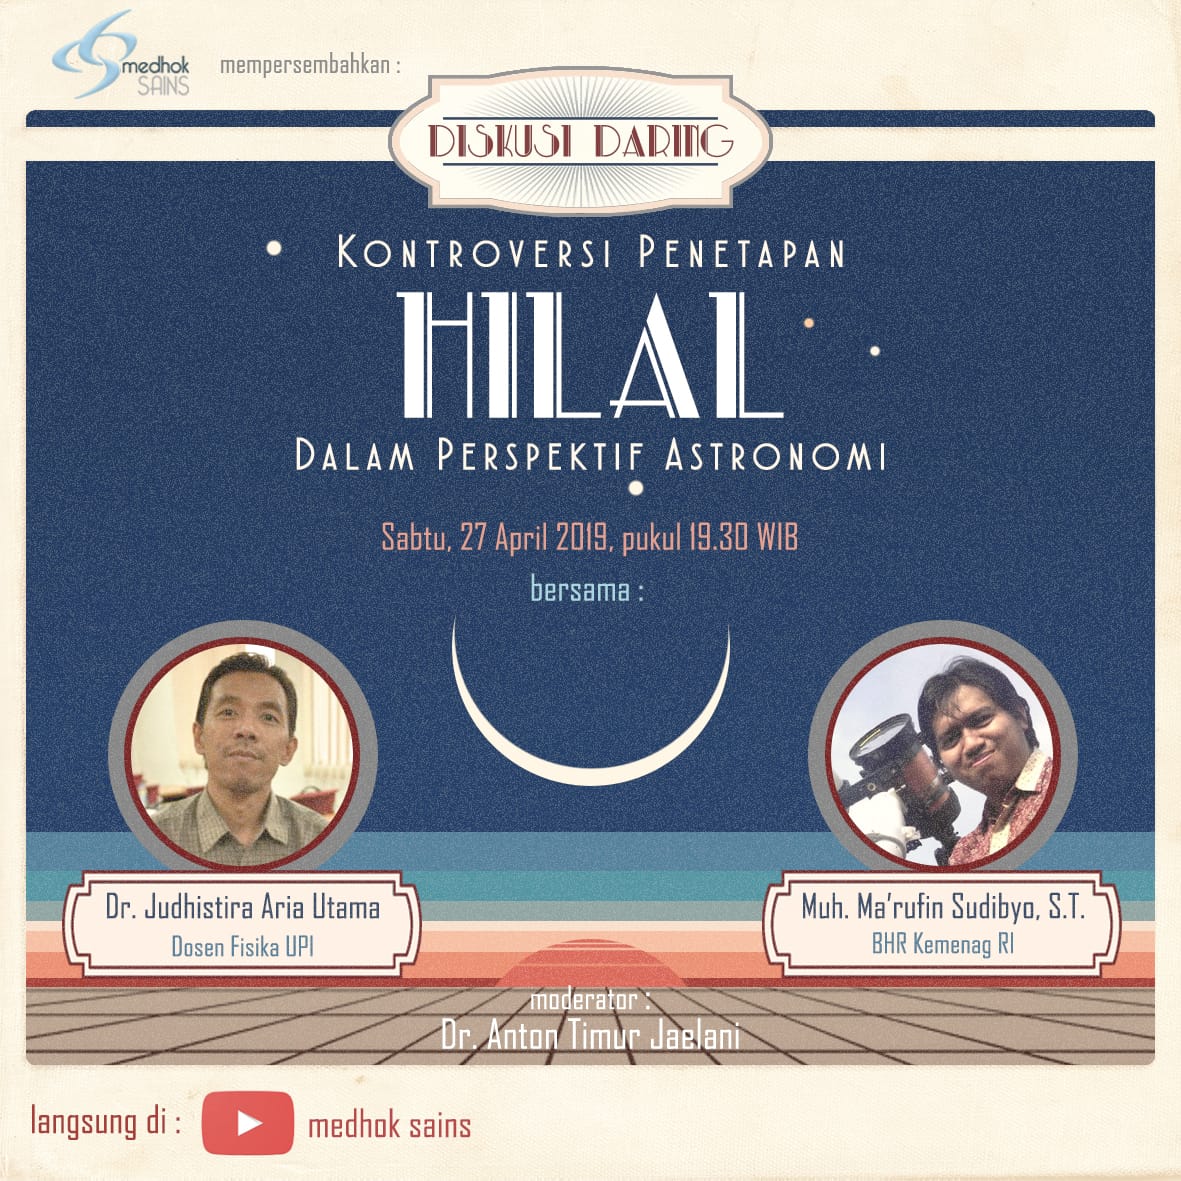 medhok
SAINS
mempersembahkan :
DISKUSI DARING
KONTROVERSI PENETAPAN
HILAL
DALAM PERSPEKTIF ASTRONOMI
Sabtu, 27 April 2019, pukul 19.30 WIB
bersama :
Dr. Judhistira Aria Utama
Dosen Fisika UPI
Muh. Ma'rufin Sudibyo, S.T.
BHR Kemenag RI
moderator :
Dr. Anton Timur Jaelani
langsung di :
medhok sains